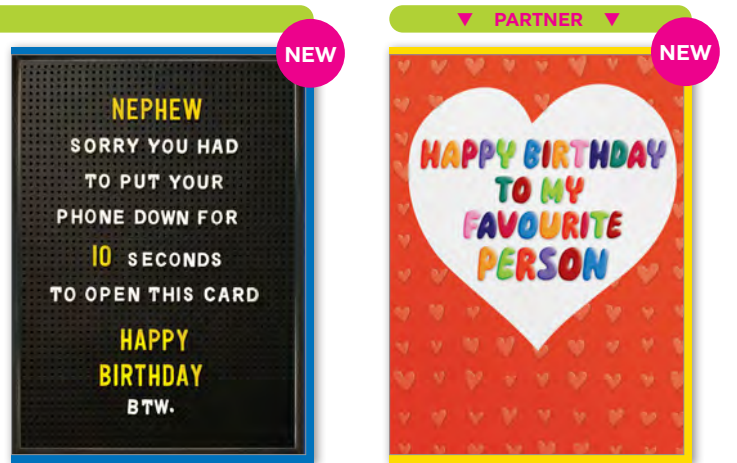 ▼ PARTNER ▼
NEW
NEPHEW
SORRY YOU HAD
TO PUT YOUR
PHONE DOWN FOR
10 SECONDS
TO OPEN THIS CARD
HAPPY
BIRTHDAY
BTW.
NEW
HAPPY BIRTHDAY
TO MY
FAVOURITE
PERSON